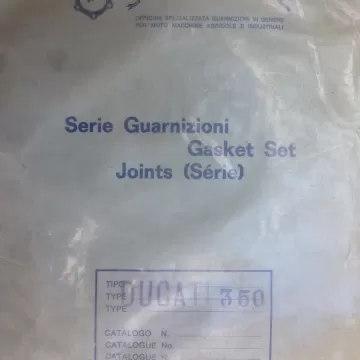 OFFICINA SPECIALIZZATA GUARNIZIONI IN GENERE
PER MOTO MACCHINE AGRICOLE E INDUSTRIALI
Serie Guarnizioni
Gasket Set
Joints (Série)
TIPO
TYPE DUCATI 350
TYPE
CATALOGO N.
CATALOGUE No
CATALOGUE N.